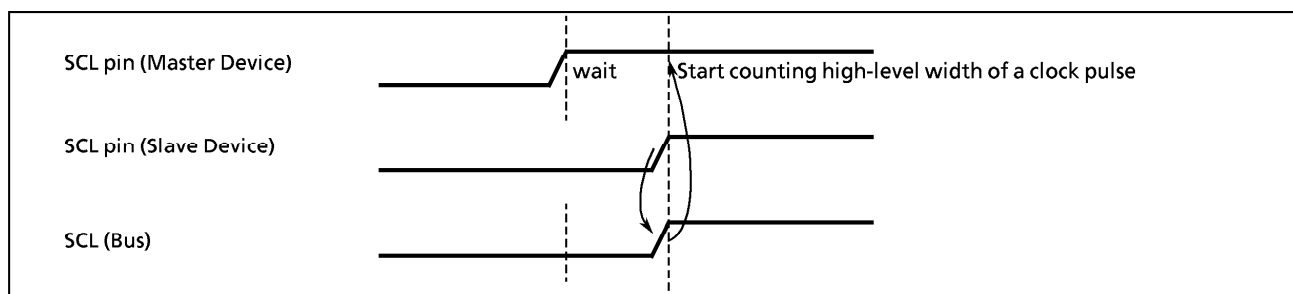 SCL pin (Master Device)
wait
Start counting high-level width of a clock pulse
SCL pin (Slave Device)
SCL (Bus)